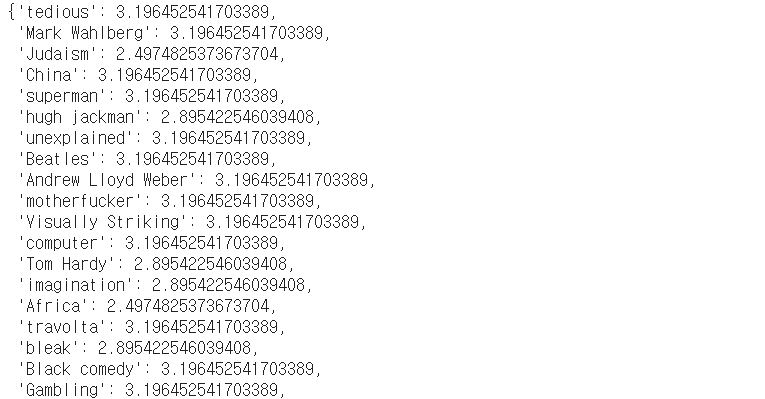 {'tedious': 3.196452541703389,
'Mark Wahlberg': 3.196452541703389,
'Judaism': 2.4974825373673704,
'China': 3.196452541703389,
'superman': 3.196452541703389,
'hugh jackman': 2.895422546039408,
'unexplained': 3.196452541703389,
'Beatles': 3.196452541703389,
'Andrew Lloyd Weber': 3.196452541703389,
'motherfucker': 3.196452541703389,
'Visually Striking': 3.196452541703389,
'computer': 3.196452541703389,
'Tom Hardy': 2.895422546039408,
'imagination': 2.895422546039408,
'Africa': 2.4974825373673704,
'travolta': 3.196452541703389,
'bleak': 2.895422546039408,
'Black comedy': 3.196452541703389,
'Gambling': 3.196452541703389,